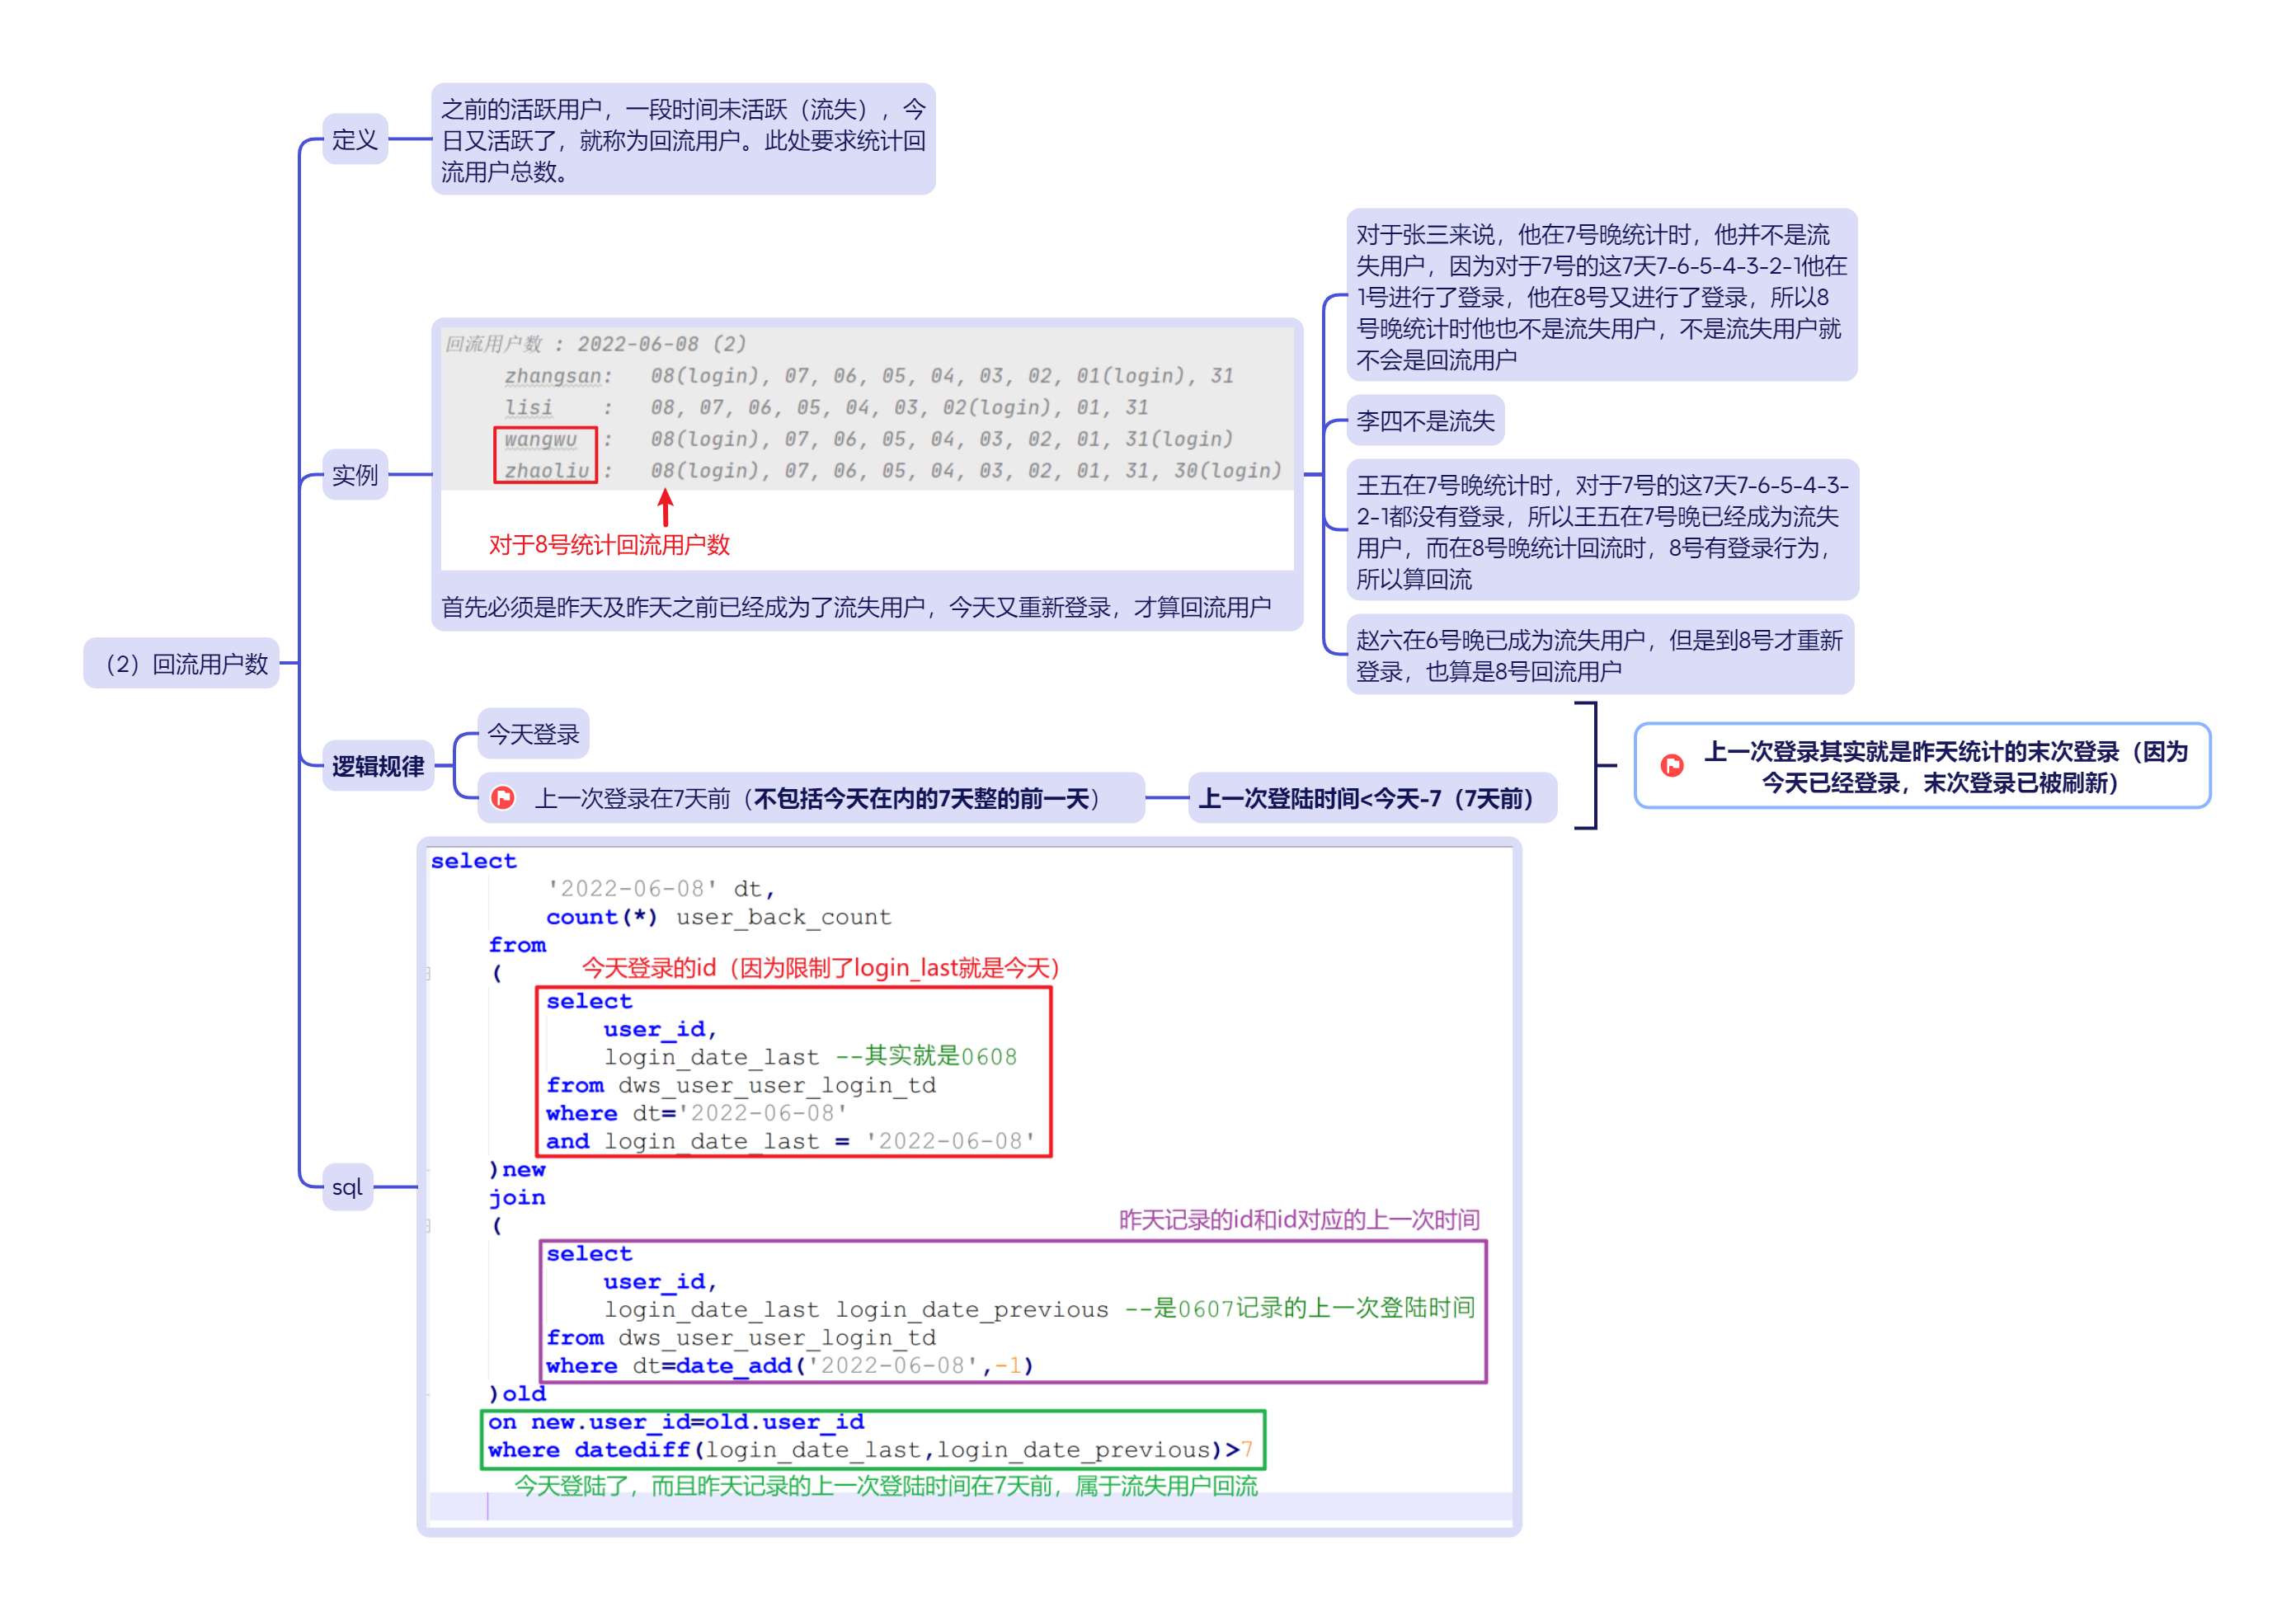 （2）回流用户数
定义
之前的活跃用户，一段时间未活跃（流失），今
日又活跃了，就称为回流用户。此处要求统计回
流用户总数。
实例
回流用户数 : 2022-06-08 (2)
zhangsan: 08(login), 07, 06, 05, 04, 03, 02, 01(login), 31
lisi : 08, 07, 06, 05, 04, 03, 02(login), 01, 31
wangwu : 08(login), 07, 06, 05, 04, 03, 02, 01, 31(login)
zhaoliu : 08(login), 07, 06, 05, 04, 03, 02, 01, 31, 30(login)
对于8号统计回流用户数
首先必须是昨天及昨天之前已经成为了流失用户，今天又重新登录，才算回流用户
对于张三来说，他在7号晚统计时，他并不是流
失用户，因为对于7号的这7天7-6-5-4-3-2-1他在
1号进行了登录，他在8号又进行了登录，所以8
号晚统计时他也不是流失用户，不是流失用户就
不会是回流用户
李四不是流失
王五在7号晚统计时，对于7号的这7天7-6-5-4-3-
2-1都没有登录，所以王五在7号晚已经成为流失
用户，而在8号晚统计回流时，8号有登录行为，
所以算回流
赵六在6号晚已成为流失用户，但是到8号才重新
登录，也算是8号回流用户
逻辑规律
今天登录
上一次登录在7天前（不包括今天在内的7天整的前一天）
上一次登陆时间<今天-7（7天前）
上一次登录其实就是昨天统计的末次登录（因为
今天已经登录，末次登录已被刷新）
sql
select
'2022-06-08' dt,
count(*) user_back_count
from
(
今天登录的id（因为限制了login_last就是今天）
select
user_id,
login_date_last --其实就是0608
from dws_user_user_login_td
where dt='2022-06-08'
and login_date_last = '2022-06-08'
)new
join
(
昨天记录的id和id对应的上一次时间
select
user_id,
login_date_last login_date_previous --是0607记录的上一次登陆时间
from dws_user_user_login_td
where dt=date_add('2022-06-08',-1)
)old
on new.user_id=old.user_id
where datediff(login_date_last,login_date_previous)>7
今天登陆了，而且昨天记录的上一次登陆时间在7天前，属于流失用户回流